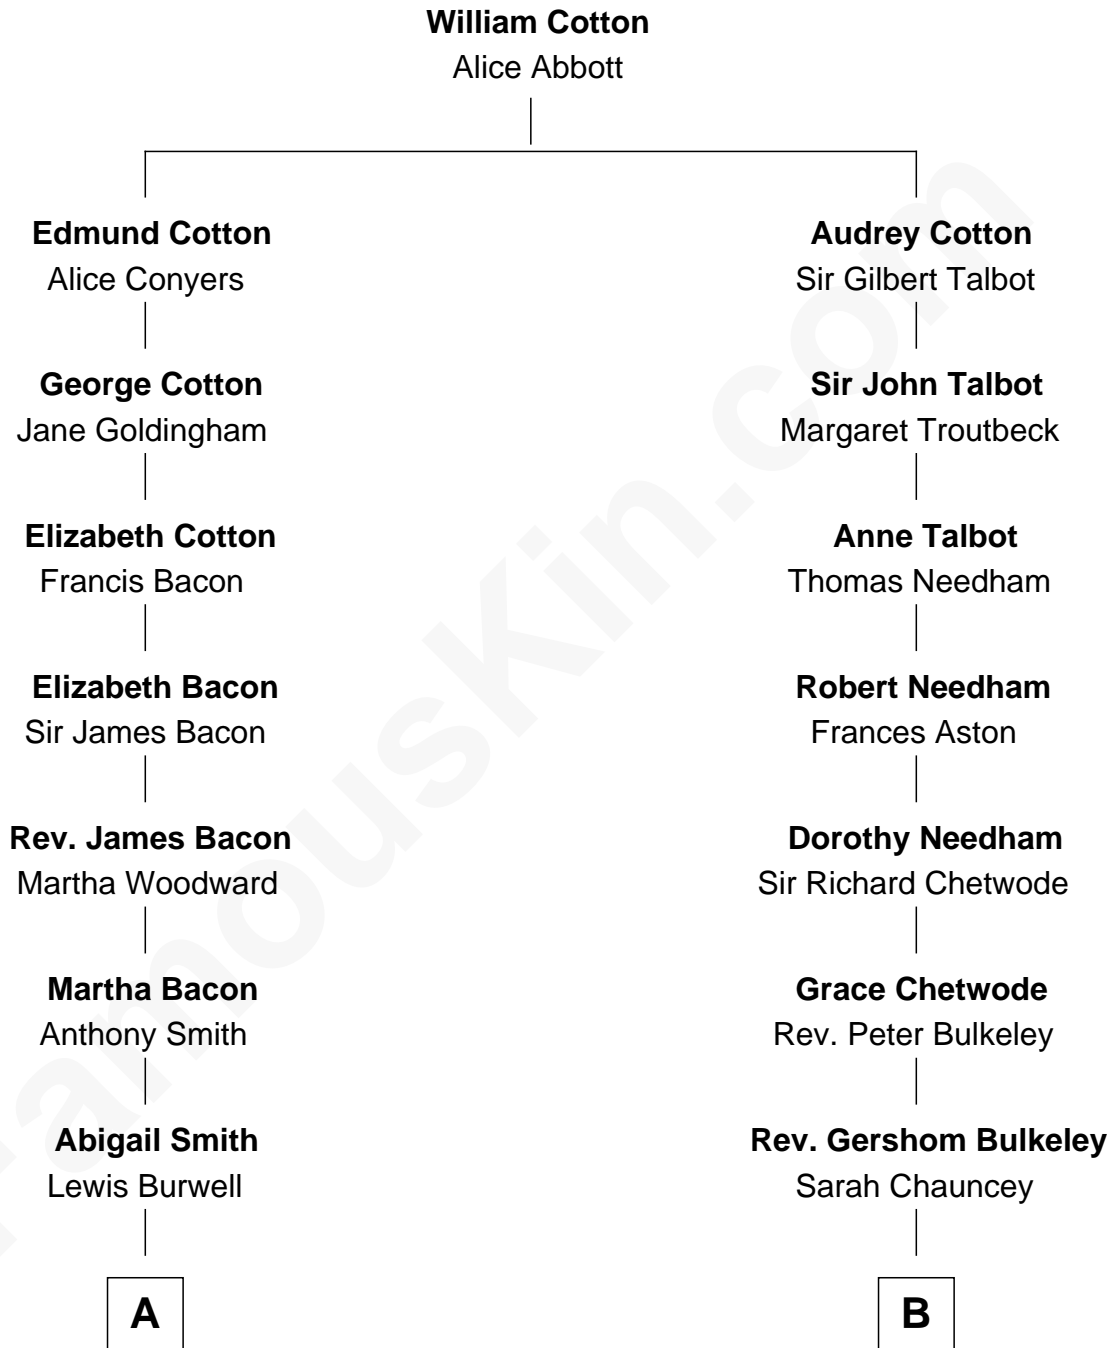 William Cotton
Alice Abbott
Edmund Cotton
Alice Conyers
Audrey Cotton
Sir Gilbert Talbot
George Cotton
Jane Goldingham
Sir John Talbot
Margaret Troutbeck
Elizabeth Cotton
Francis Bacon
Anne Talbot
Thomas Needham
Elizabeth Bacon
Sir James Bacon
Robert Needham
Frances Aston
Rev. James Bacon
Martha Woodward
Dorothy Needham
Sir Richard Chetwode
Martha Bacon
Anthony Smith
Grace Chetwode
Rev. Peter Bulkeley
Abigail Smith
Lewis Burwell
Rev. Gershom Bulkeley
Sarah Chauncey
A
B
FamousKin.com